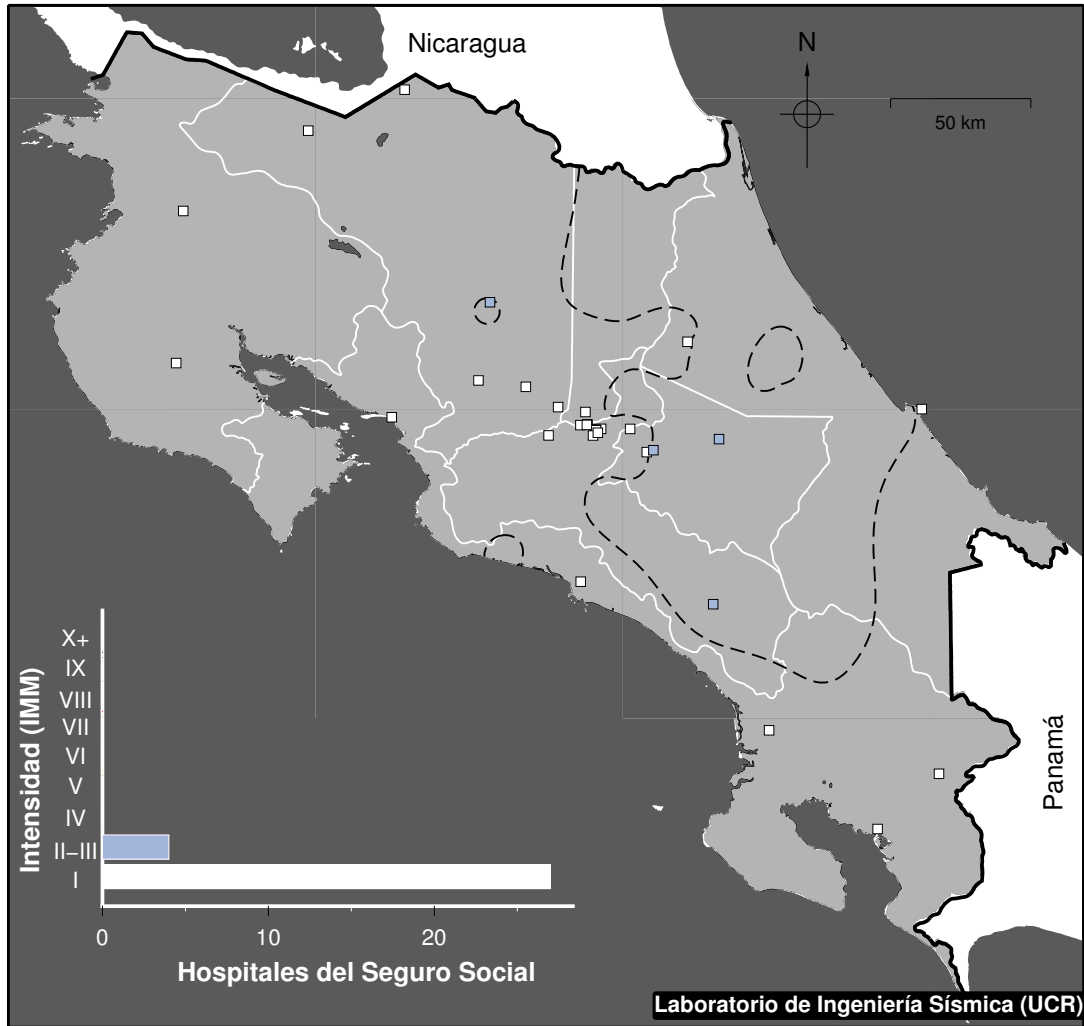 Nicaragua
N
50 km
Panamá
Intensidad (IMM)
X+
IX
VIII
VII
VI
V
IV
II–III
I
0 10 20
Hospitales del Seguro Social
Laboratorio de Ingeniería Sísmica (UCR)